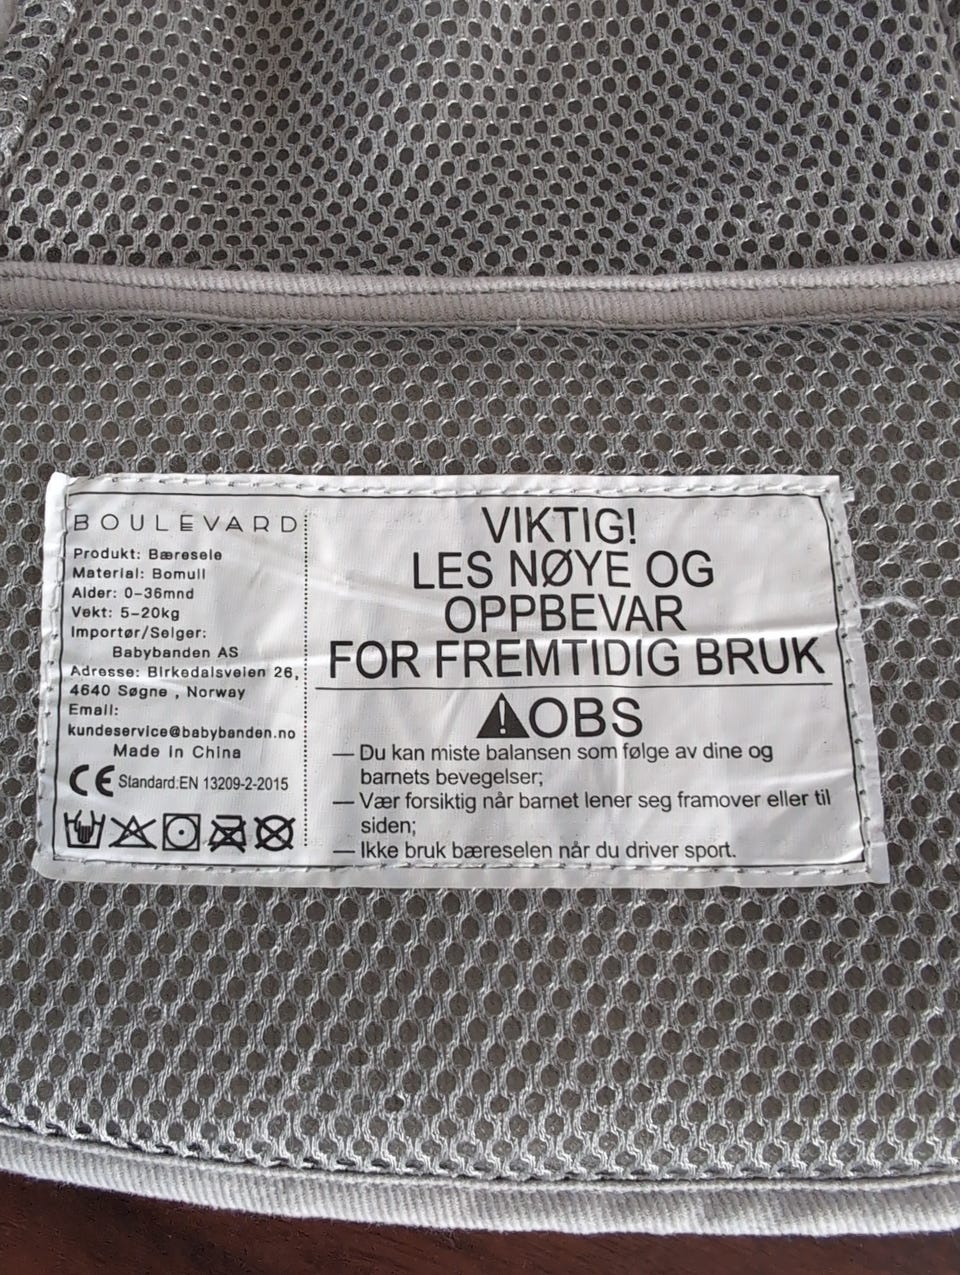 BOULEVARD
Produkt: Bæresele
Material: Bomull
Alder: 0-36mnd
Vekt: 5-20kg
Importør/Selger:
Babybanden AS
Adresse: Birkedalsveien 26,
4640 Søgne , Norway
Email:
kundeservice@babybanden.no
Made in China
CE Standard:EN 13209-2-2015
VIKTIG!
LES NØYE OG
OPPBEVAR
FOR FREMTIDIG BRUK
OBS
— Du kan miste balansen som følge av dine og
barnets bevegelser;
— Vær forsiktig når barnet lener seg framover eller til
siden;
— Ikke bruk bæreselen når du driver sport.